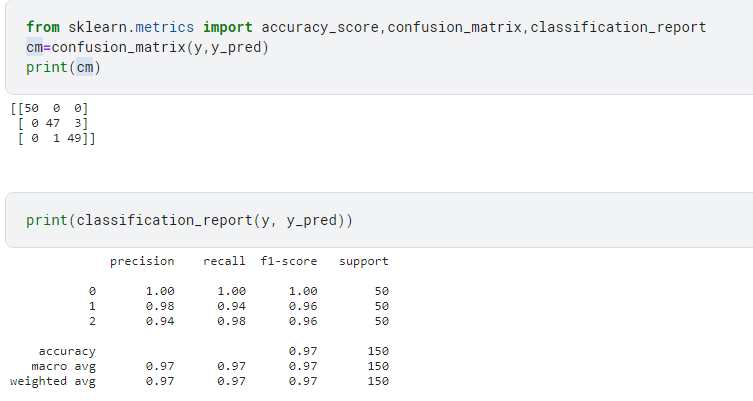 from sklearn.metrics import accuracy_score,confusion_matrix,classification_report
cm=confusion_matrix(y,y_pred)
print(cm)
[[50  0  0]
 [ 0 47  3]
 [ 0  1 49]]
print(classification_report(y, y_pred))
              precision    recall  f1-score   support
           0       1.00      1.00      1.00        50
           1       0.98      0.94      0.96        50
           2       0.94      0.98      0.96        50
    accuracy                           0.97       150
   macro avg       0.97      0.97      0.97       150
weighted avg       0.97      0.97      0.97       150